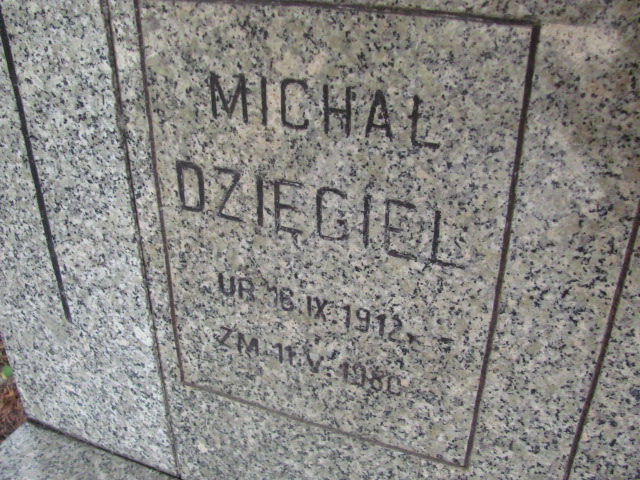 MICHAŁ
DZIĘGIEL
UR. 16.IX.1912.
ZM. 11.V.1980